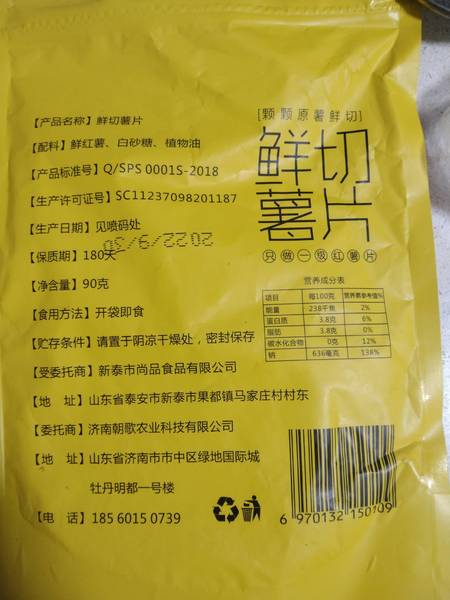 【产品名称】鲜切薯片
【配料】鲜红薯、白砂糖、植物油
【产品标准号】Q/SPS 0001S-2018
【生产许可证号】SC11237098201187
【生产日期】见喷码处
2022/9/30
【保质期】180天
【净含量】90克
【食用方法】开袋即食
【贮存条件】请置于阴凉干燥处，密封保存
【受委托商】新泰市尚品食品有限公司
【地 址】山东省泰安市新泰市果都镇马家庄村村东
【委托商】济南朝歌农业科技有限公司
【地 址】山东省济南市市中区绿地国际城
牡丹明都一号楼
【电 话】185 6015 0739
[颗颗原薯鲜切]
鲜切
薯片
只做一级红薯片
营养成分表
项目 每100克 营养素参考值%
能量 238千焦 2%
蛋白质 3.8克 6%
脂肪 3.8克 0%
碳水化合物 0克 12%
钠 636毫克 138%
6 970132 150109